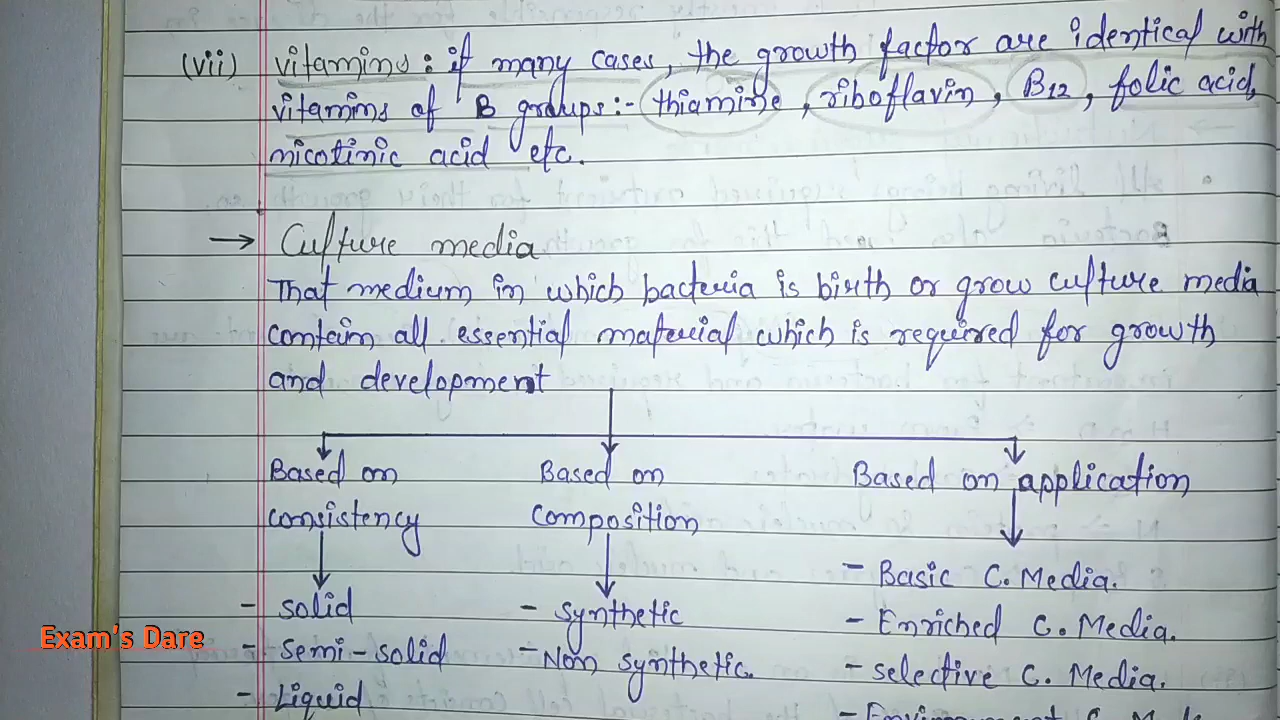 (vii) vitamins : if many cases, the growth factor are identical with
vitamins of B groups:- thiamine, riboflavin, B12, folic acid,
nicotinic acid etc.
→ Culture media
That medium in which bacteria is birth or grow culture media
contain all essential material which is required for growth
and development
Based on consistency
- solid
- Semi-solid
- Liquid
Based on composition
- synthetic
- Non synthetic.
Based on application
- Basic C. Media.
- Enriched C. Media.
- selective C. Media.
Exam's Dare